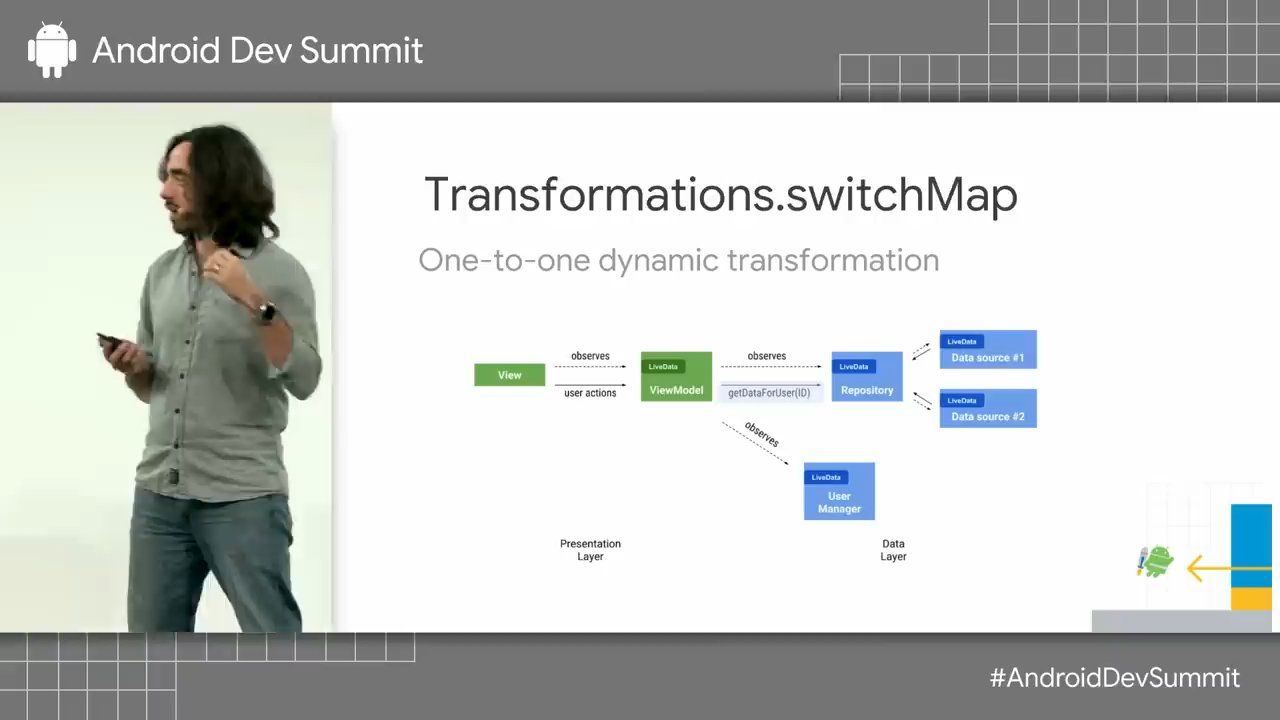 Android Dev Summit
Transformations.switchMap
One-to-one dynamic transformation
observes
observes
LiveData
Data source #1
View
LiveData
ViewModel
LiveData
Repository
user actions
getDataForUser(ID)
LiveData
Data source #2
observes
LiveData
User
Manager
Presentation
Layer
Data
Layer
#AndroidDevSummit